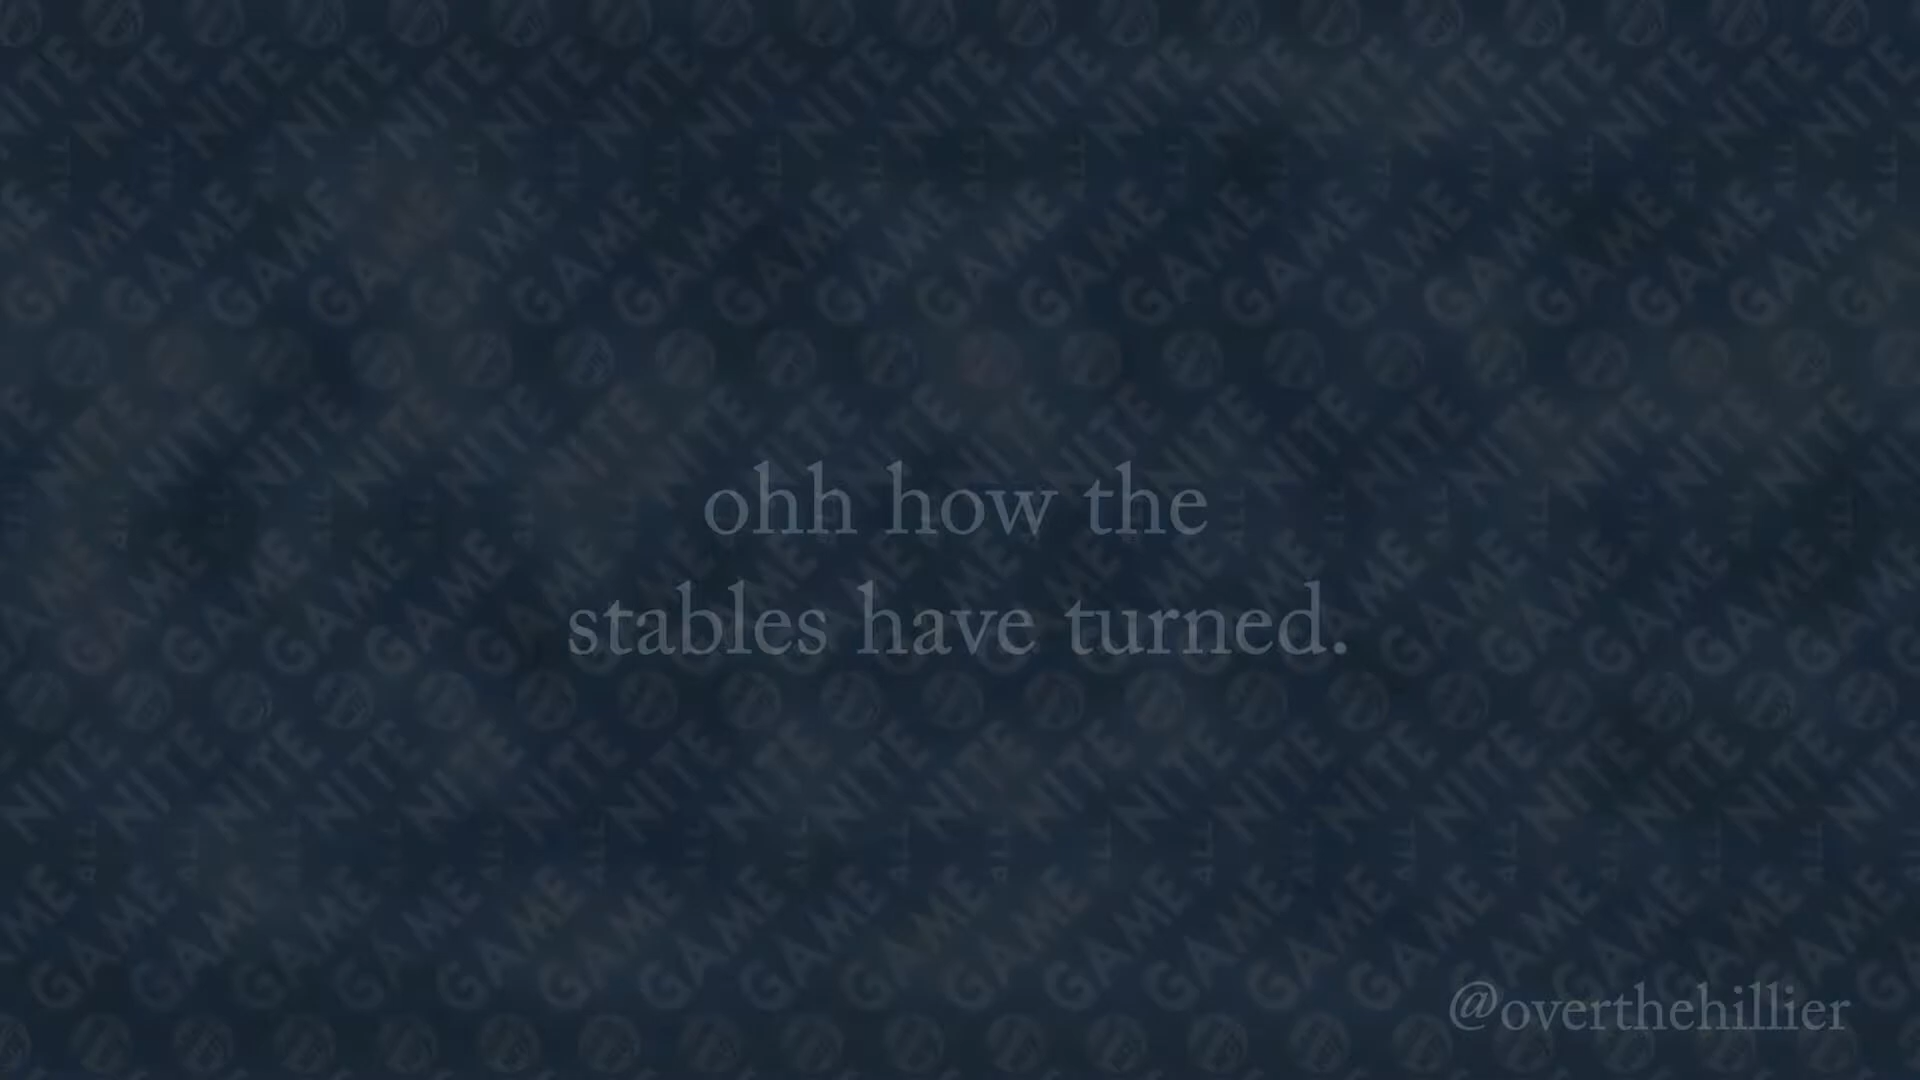 ohh how the
stables have turned.
@overthehillier